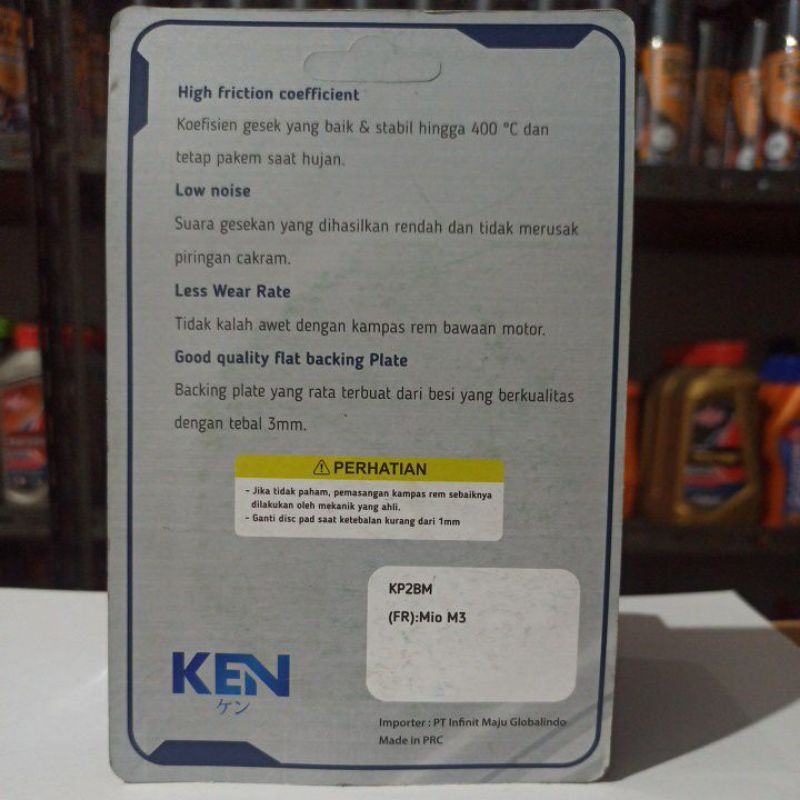 High friction coefficient
Koefisien gesek yang baik & stabil hingga 400 °C dan
tetap pakem saat hujan.
Low noise
Suara gesekan yang dihasilkan rendah dan tidak merusak
piringan cakram.
Less Wear Rate
Tidak kalah awet dengan kampas rem bawaan motor.
Good quality flat backing Plate
Backing plate yang rata terbuat dari besi yang berkualitas
dengan tebal 3mm.
⚠ PERHATIAN
- Jika tidak paham, pemasangan kampas rem sebaiknya
dilakukan oleh mekanik yang ahli.
- Ganti disc pad saat ketebalan kurang dari 1mm
KP2BM
(FR):Mio M3
KEN
ケン
Importer : PT Infinit Maju Globalindo
Made in PRC